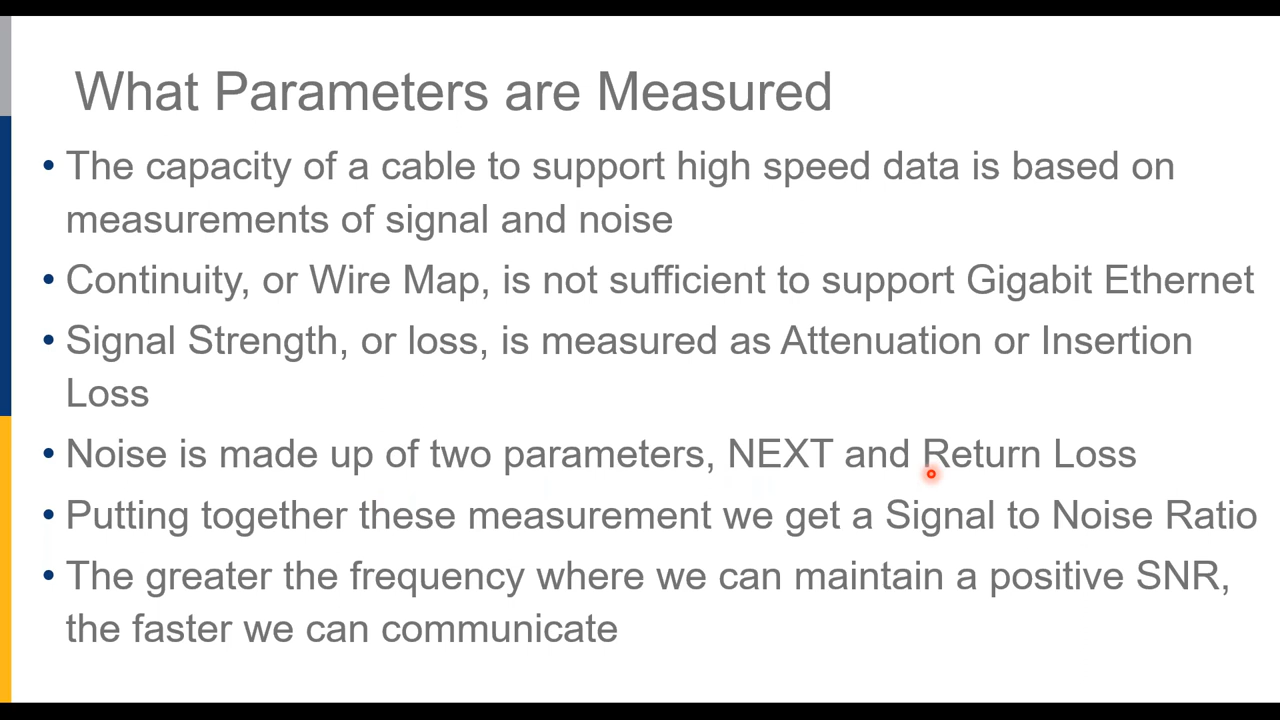 What Parameters are Measured
• The capacity of a cable to support high speed data is based on
measurements of signal and noise
• Continuity, or Wire Map, is not sufficient to support Gigabit Ethernet
• Signal Strength, or loss, is measured as Attenuation or Insertion
Loss
• Noise is made up of two parameters, NEXT and Return Loss
• Putting together these measurement we get a Signal to Noise Ratio
• The greater the frequency where we can maintain a positive SNR,
the faster we can communicate